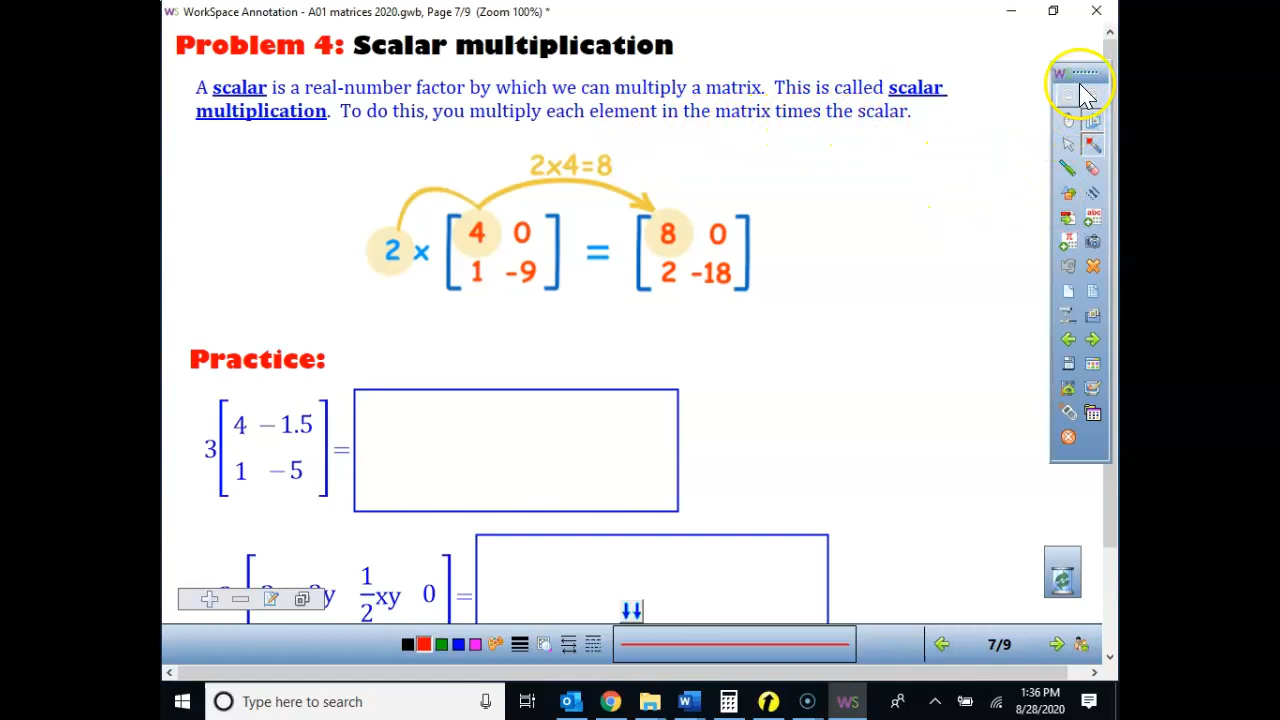 WS WorkSpace Annotation - A01 matrices 2020.gwb, Page 7/9 (Zoom 100%) *
Problem 4: Scalar multiplication
A scalar is a real-number factor by which we can multiply a matrix. This is called scalar
multiplication. To do this, you multiply each element in the matrix times the scalar.
2x4=8
2 x [4 0 = [8 0
1 -9] 2 -18]
Practice:
3 [4 −1.5
1 −5] =
1/2 xy 0 =
7/9
Type here to search
WS
1:36 PM
8/28/2020